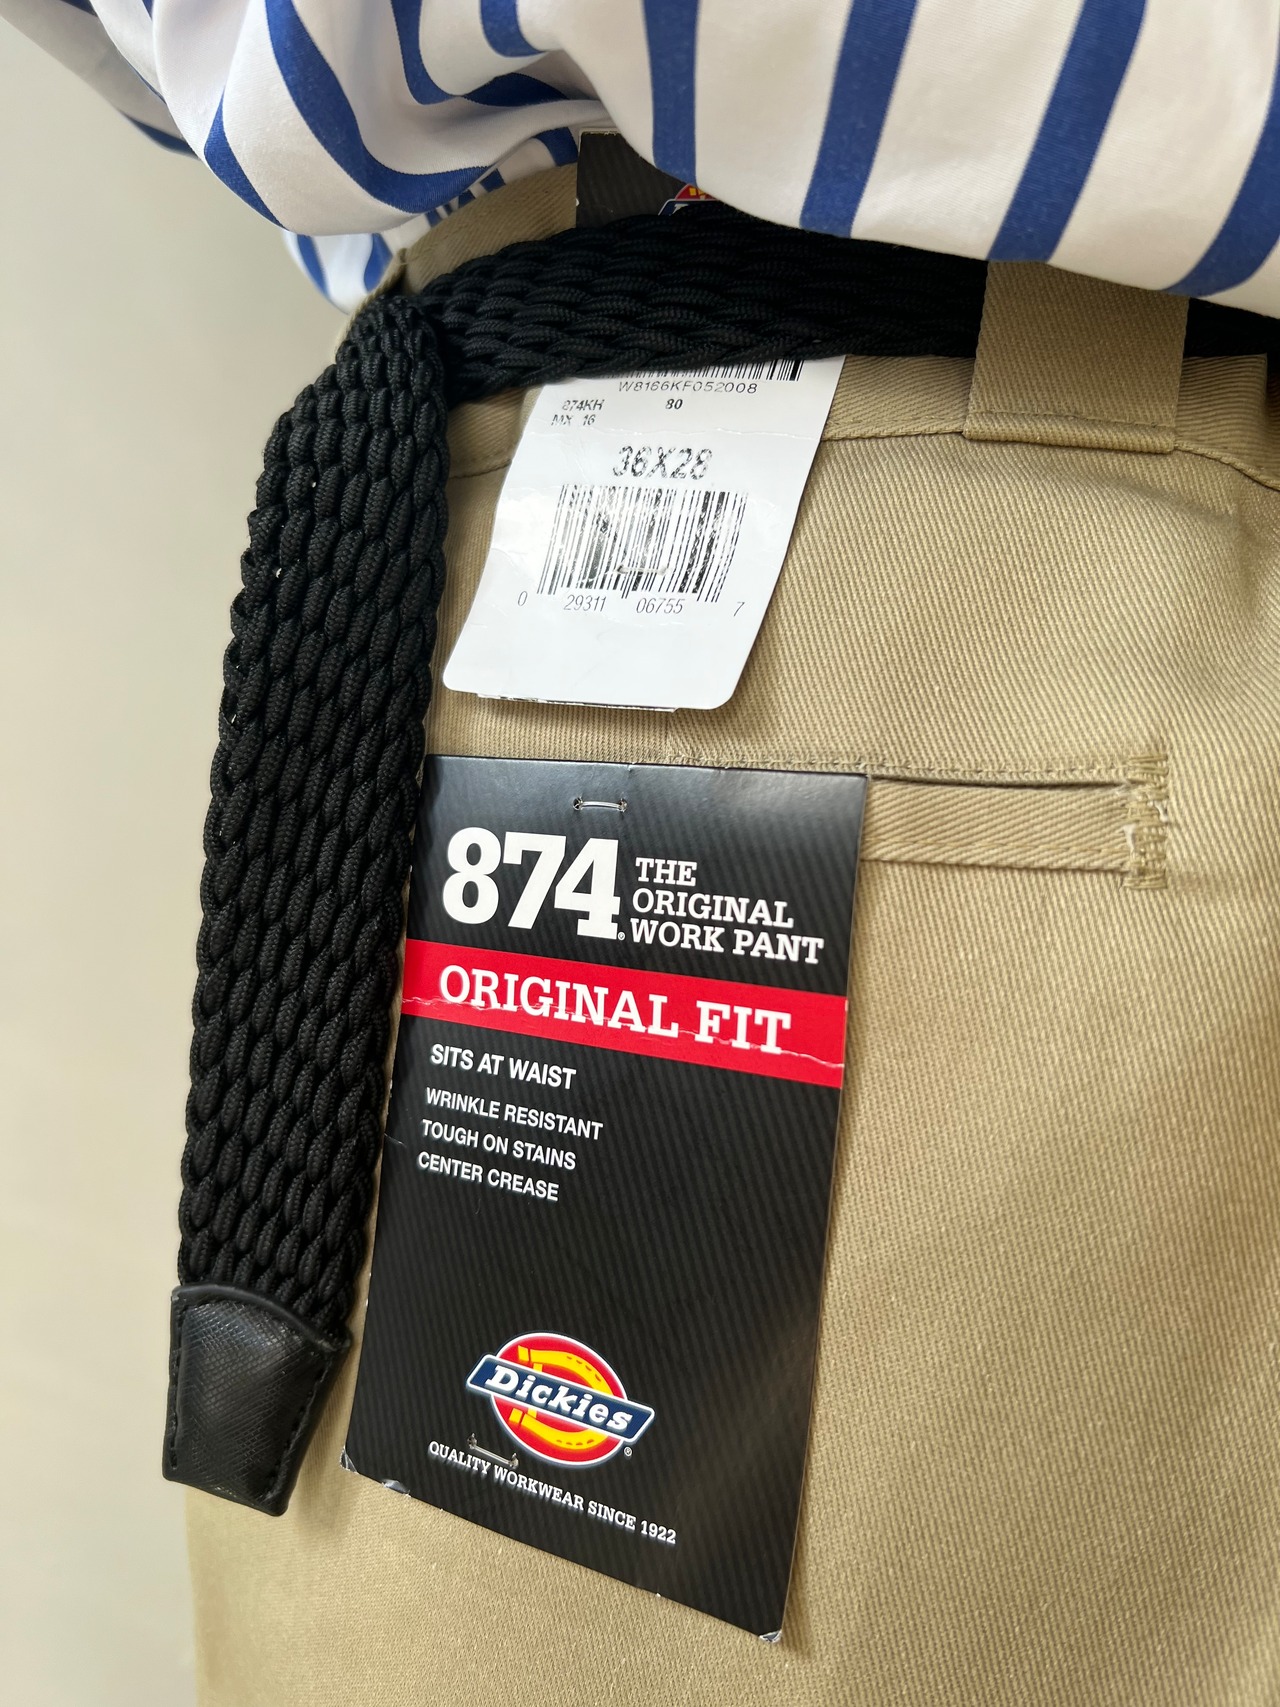 W8166KF052008
874KH 80
MX 16
36X28
0 29311 06755 7
874® THE
ORIGINAL
WORK PANT
ORIGINAL FIT
SITS AT WAIST
WRINKLE RESISTANT
TOUGH ON STAINS
CENTER CREASE
Dickies®
QUALITY WORKWEAR SINCE 1922